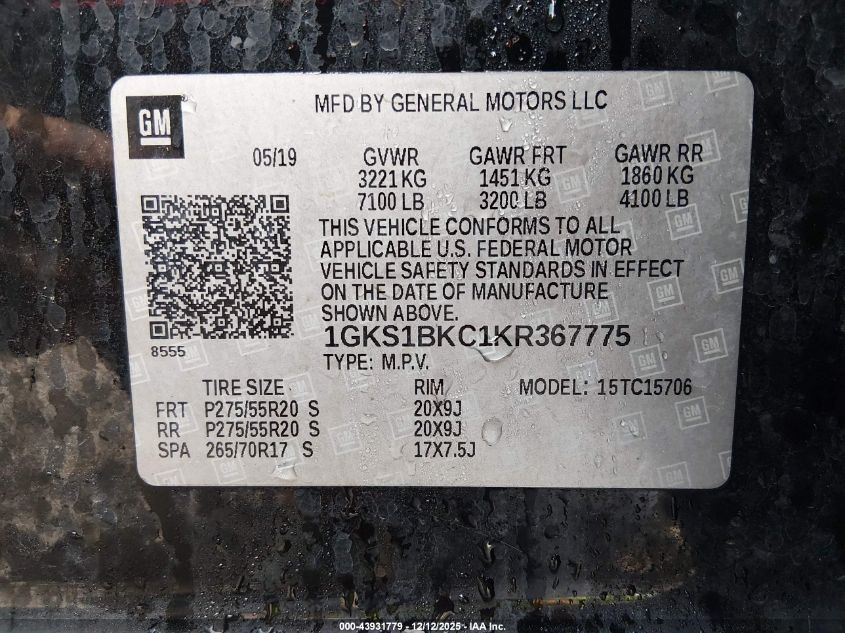 GM
MFD BY GENERAL MOTORS LLC
05/19 GVWR GAWR FRT GAWR RR
3221 KG 1451 KG 1860 KG
7100 LB 3200 LB 4100 LB
THIS VEHICLE CONFORMS TO ALL
APPLICABLE U.S. FEDERAL MOTOR
VEHICLE SAFETY STANDARDS IN EFFECT
ON THE DATE OF MANUFACTURE
SHOWN ABOVE.
8555
1GKS1BKC1KR367775
TYPE: M.P.V.
TIRE SIZE RIM MODEL: 15TC15706
FRT P275/55R20 S 20X9J
RR P275/55R20 S 20X9J
SPA 265/70R17 S 17X7.5J
000-43931779 - 12/12/2025 - IAA Inc.